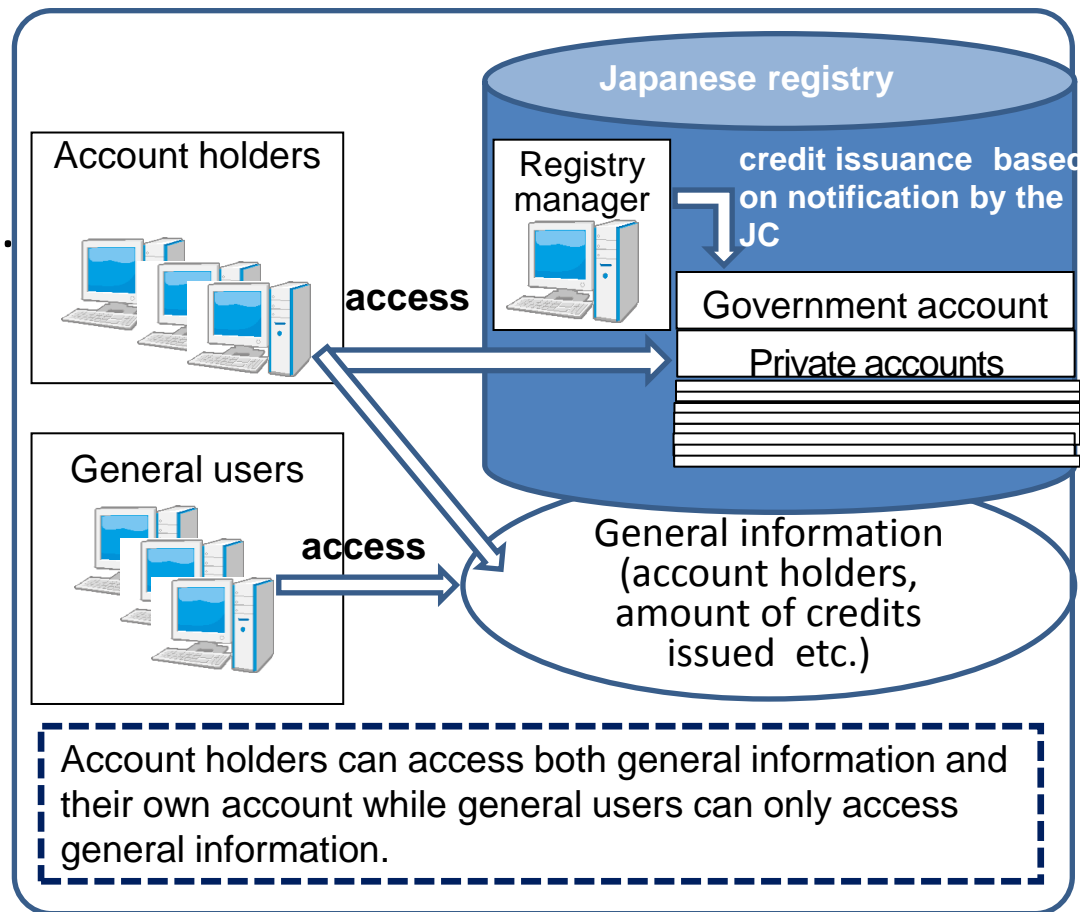 Japanese registry
Account holders
Registry
manager
credit issuance based
on notification by the
JC
.
access
Government account
Private accounts
General users
access
General information
(account holders,
amount of credits
issued etc.)
Account holders can access both general information and
their own account while general users can only access
general information.